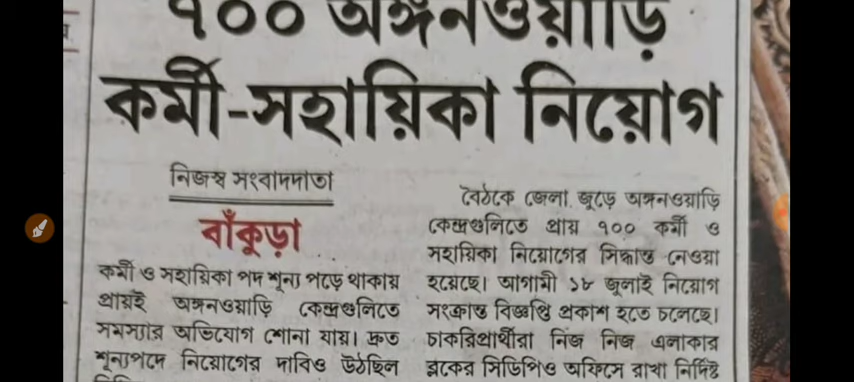 ৭০০ অঙ্গনওয়াড়ি
কর্মী-সহায়িকা নিয়োগ
নিজস্ব সংবাদদাতা
বাঁকুড়া
কর্মী ও সহায়িকা পদ শূন্য পড়ে থাকায়
প্রায়ই অঙ্গনওয়াড়ি কেন্দ্রগুলিতে
সমস্যার অভিযোগ শোনা যায়। দ্রুত
শূন্যপদে নিয়োগের দাবিও উঠছিল
বৈঠকে জেলা জুড়ে অঙ্গনওয়াড়ি
কেন্দ্রগুলিতে প্রায় ৭০০ কর্মী ও
সহায়িকা নিয়োগের সিদ্ধান্ত নেওয়া
হয়েছে। আগামী ১৮ জুলাই নিয়োগ
সংক্রান্ত বিজ্ঞপ্তি প্রকাশ হতে চলেছে।
চাকরিপ্রার্থীরা নিজ নিজ এলাকার
ব্লকের সিডিপিও অফিসে রাখা নির্দিষ্ট